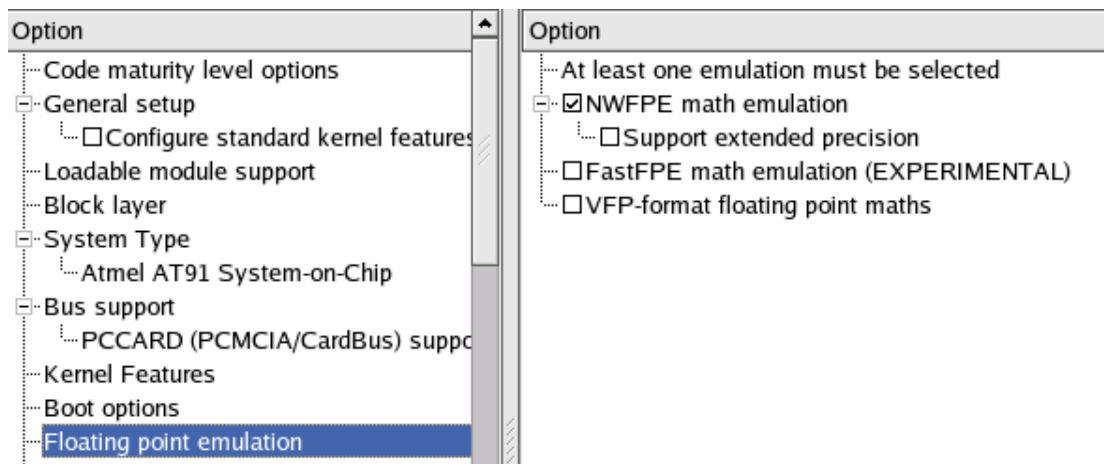 Option
Code maturity level options
General setup
Configure standard kernel features
Loadable module support
Block layer
System Type
Atmel AT91 System-on-Chip
Bus support
PCCARD (PCMCIA/CardBus) suppo
Kernel Features
Boot options
Floating point emulation
Option
At least one emulation must be selected
NWFPE math emulation
Support extended precision
FastFPE math emulation (EXPERIMENTAL)
VFP-format floating point maths